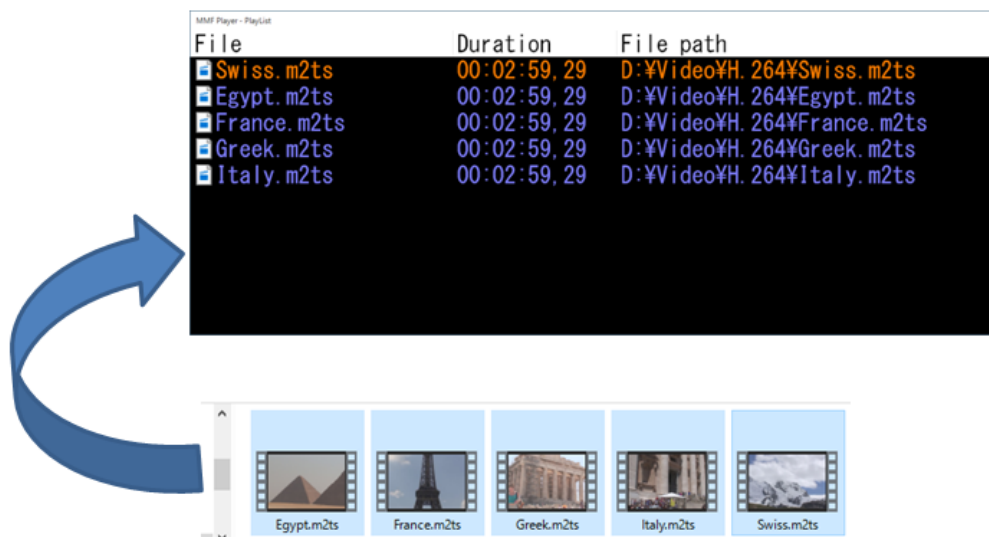 MMF Player - PlayList
File Duration File path
Swiss.m2ts 00:02:59,29 D:¥Video¥H.264¥Swiss.m2ts
Egypt.m2ts 00:02:59,29 D:¥Video¥H.264¥Egypt.m2ts
France.m2ts 00:02:59,29 D:¥Video¥H.264¥France.m2ts
Greek.m2ts 00:02:59,29 D:¥Video¥H.264¥Greek.m2ts
Italy.m2ts 00:02:59,29 D:¥Video¥H.264¥Italy.m2ts
Egypt.m2ts France.m2ts Greek.m2ts Italy.m2ts Swiss.m2ts